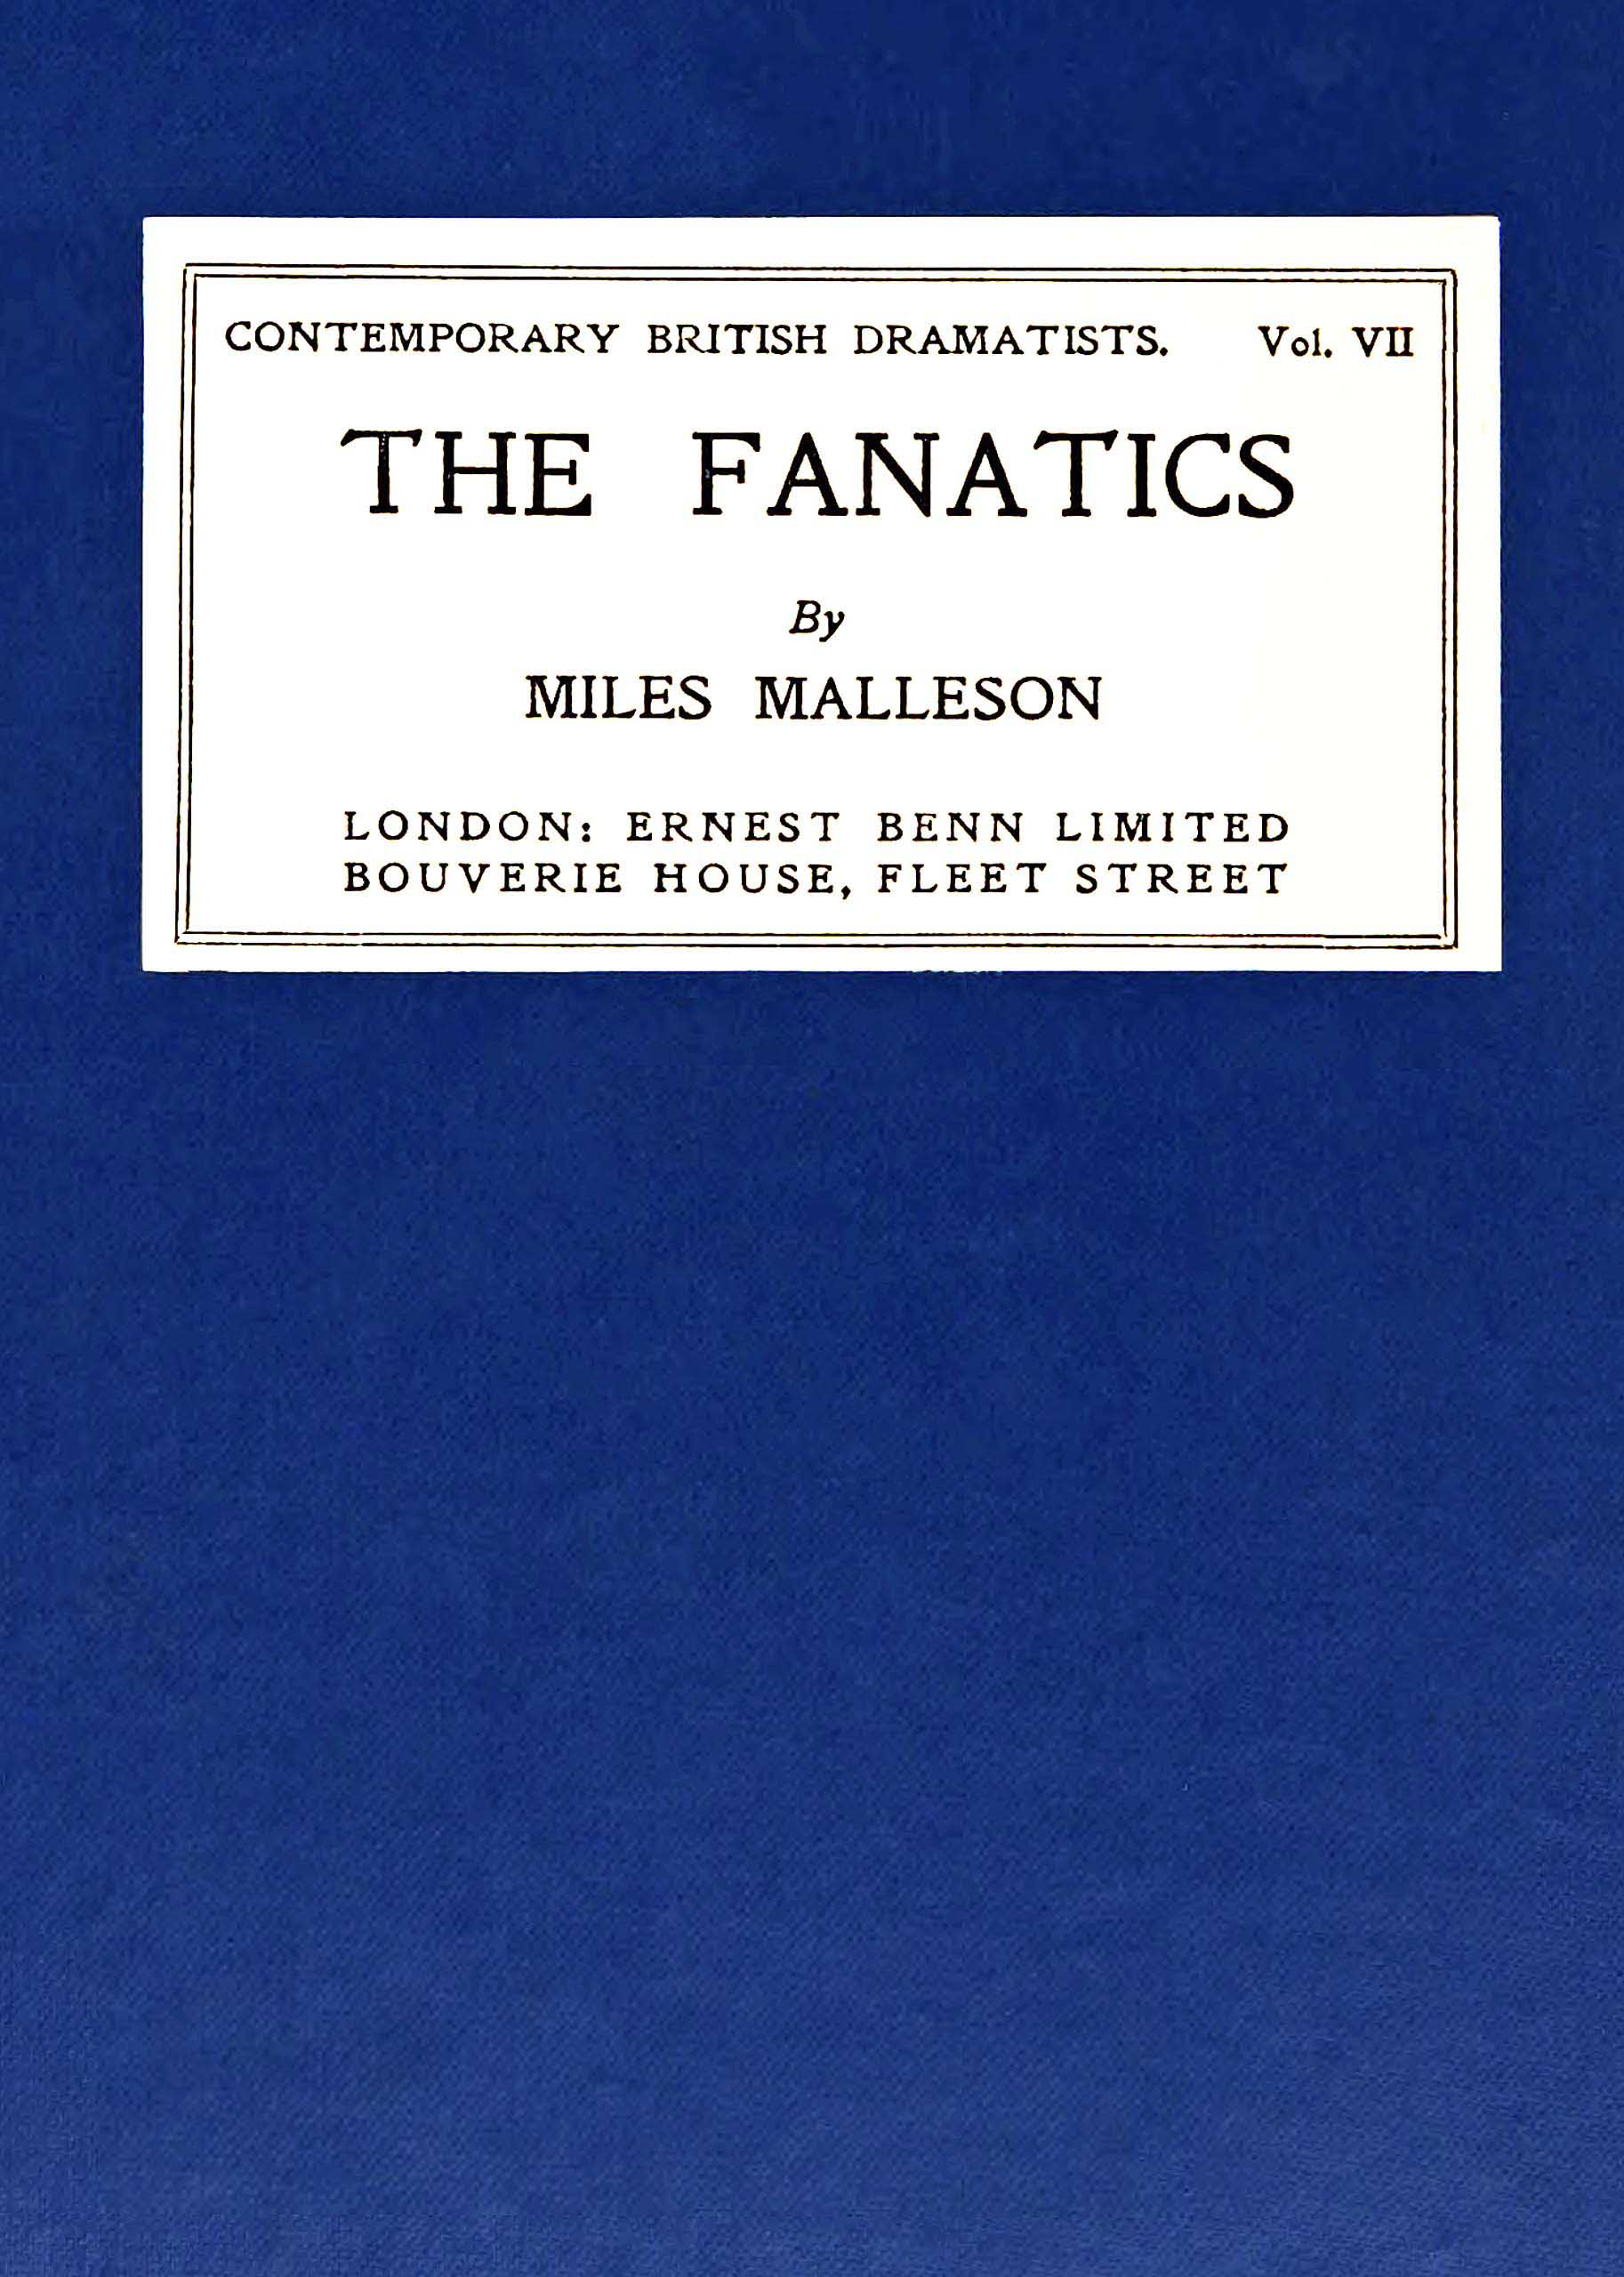 CONTEMPORARY BRITISH DRAMATISTS. Vol. VII
THE FANATICS
By
MILES MALLESON
LONDON: ERNEST BENN LIMITED
BOUVERIE HOUSE, FLEET STREET